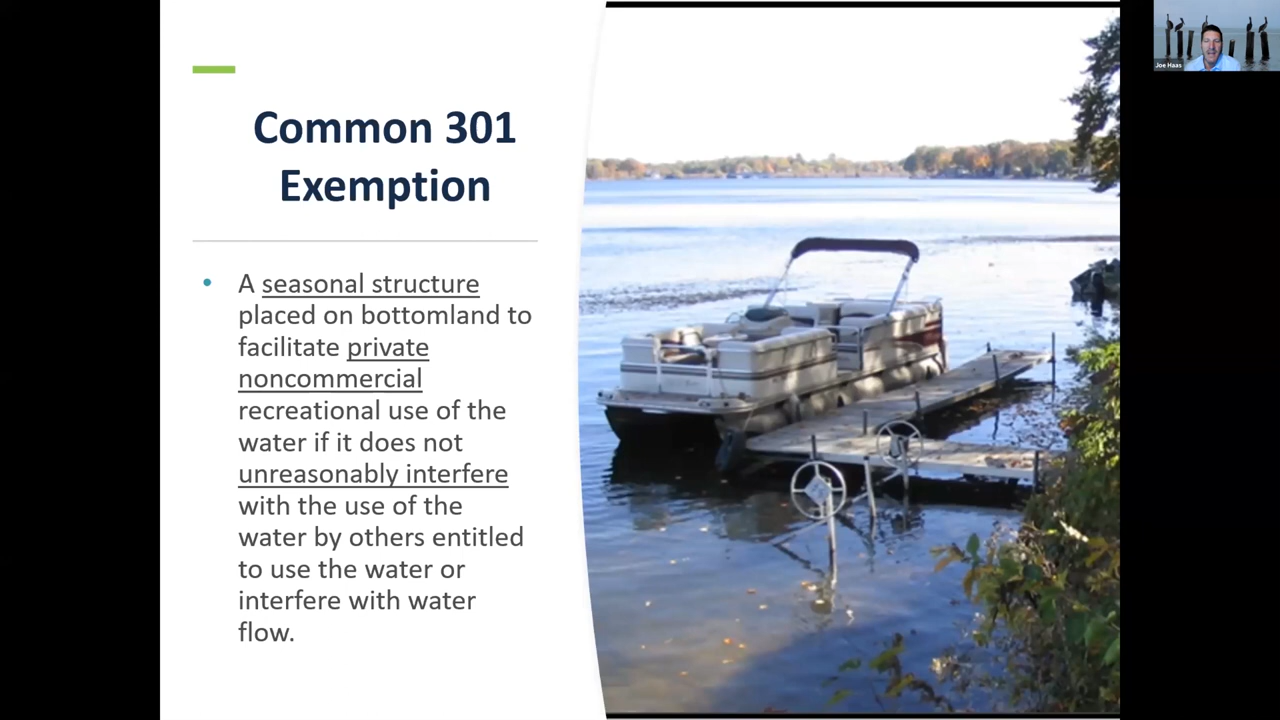 Common 301
Exemption
• A seasonal structure
placed on bottomland to
facilitate private
noncommercial
recreational use of the
water if it does not
unreasonably interfere
with the use of the
water by others entitled
to use the water or
interfere with water
flow.
Joe Haas